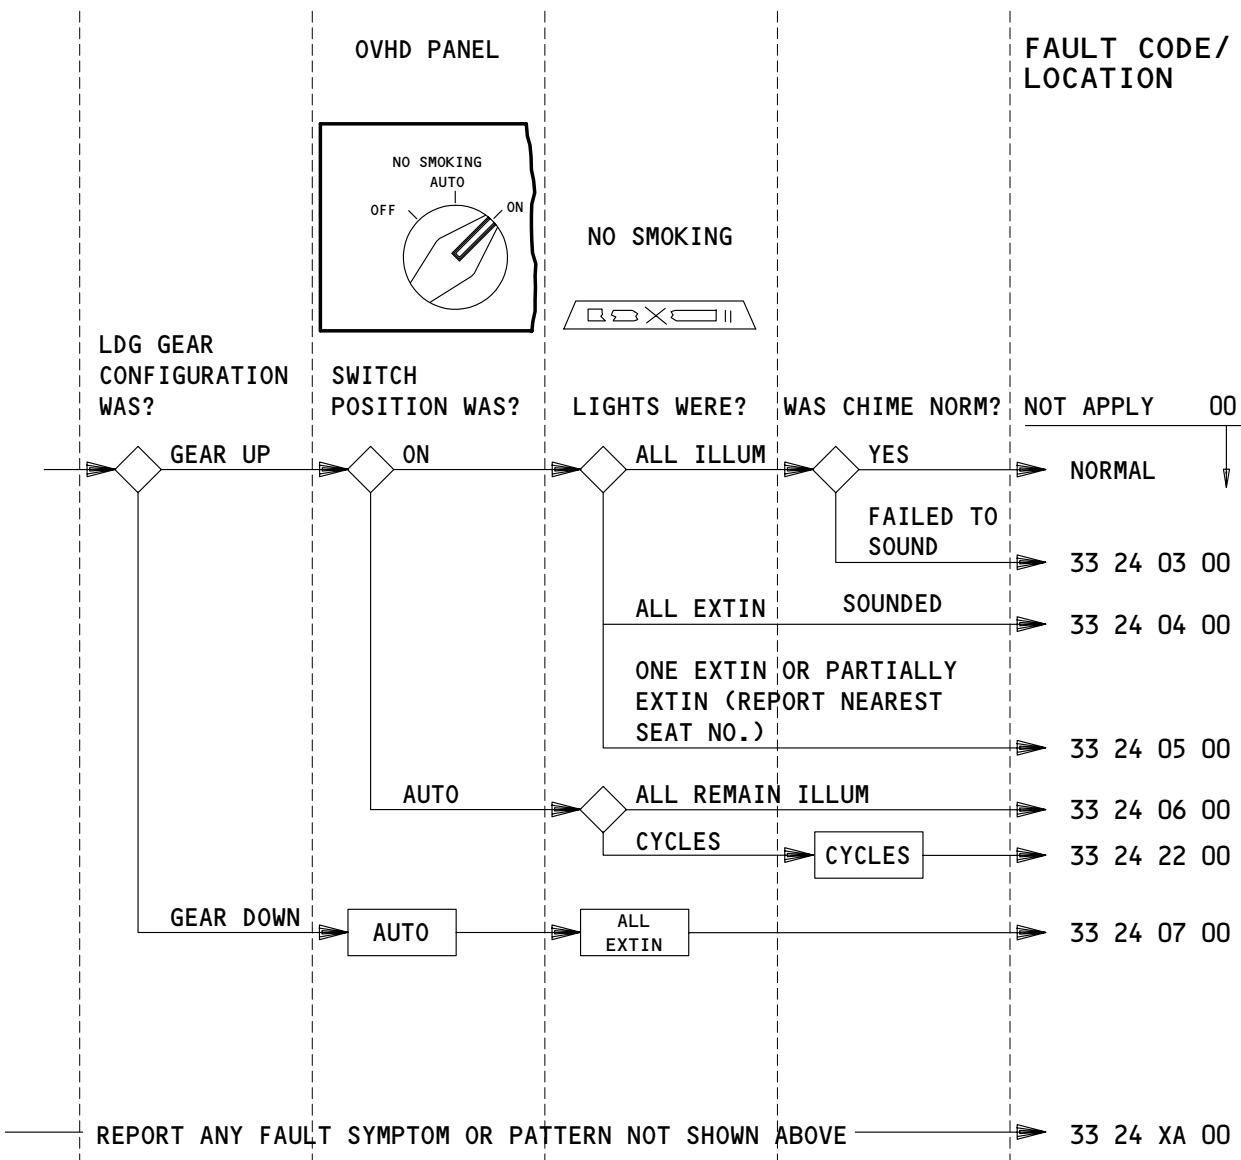 OVHD PANEL
FAULT CODE/
LOCATION
NO SMOKING
AUTO
OFF
ON
NO SMOKING
LDG GEAR
CONFIGURATION
WAS?
SWITCH
POSITION WAS?
LIGHTS WERE?
WAS CHIME NORM?
NOT APPLY 00
GEAR UP
ON
ALL ILLUM
YES
NORMAL
FAILED TO
SOUND
33 24 03 00
ALL EXTIN
SOUNDED
33 24 04 00
ONE EXTIN OR PARTIALLY
EXTIN (REPORT NEAREST
SEAT NO.)
33 24 05 00
AUTO
ALL REMAIN ILLUM
33 24 06 00
CYCLES
CYCLES
33 24 22 00
GEAR DOWN
AUTO
ALL
EXTIN
33 24 07 00
REPORT ANY FAULT SYMPTOM OR PATTERN NOT SHOWN ABOVE
33 24 XA 00